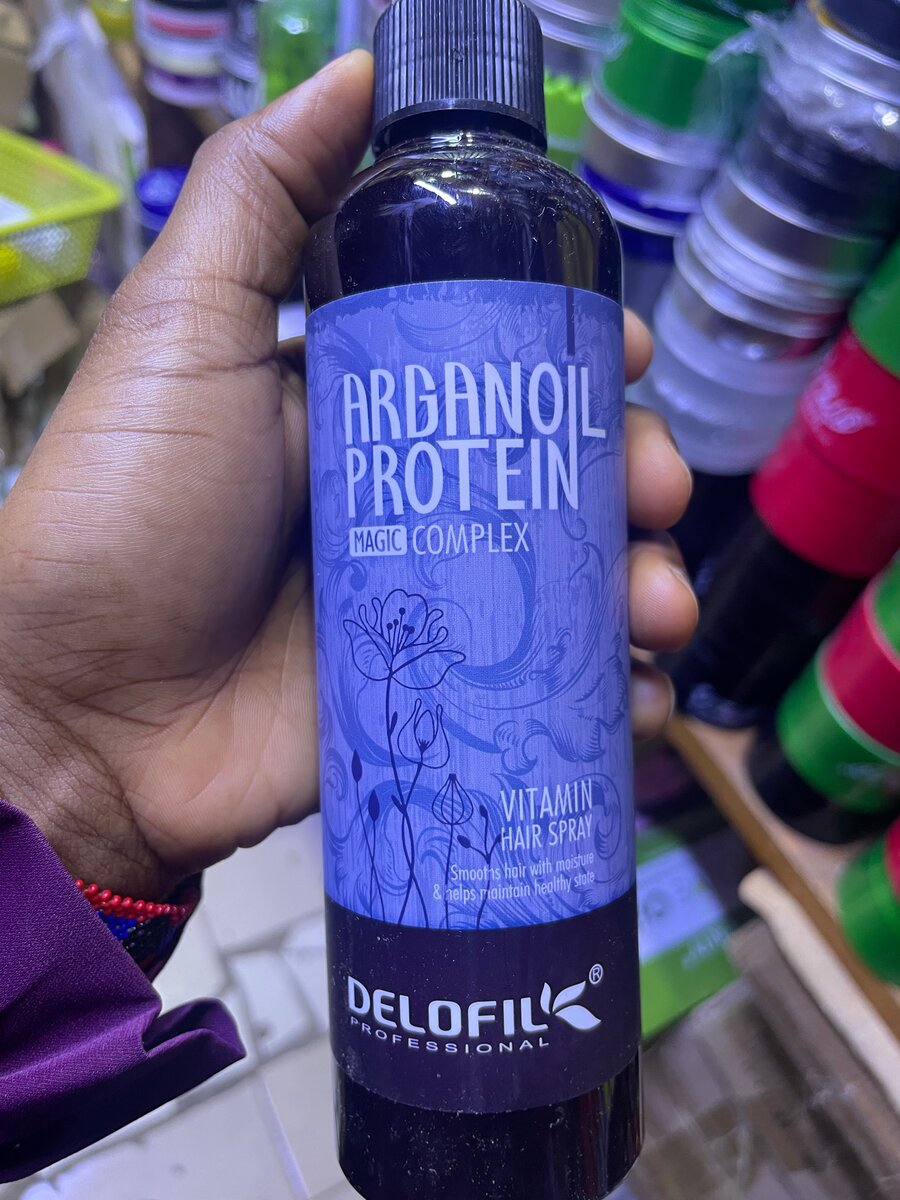 ARGANOIL
PROTEIN
MAGIC COMPLEX
VITAMIN
HAIR SPRAY
Smooths hair with moisture
& helps maintain healthy state
DELOFIL®
PROFESSIONAL